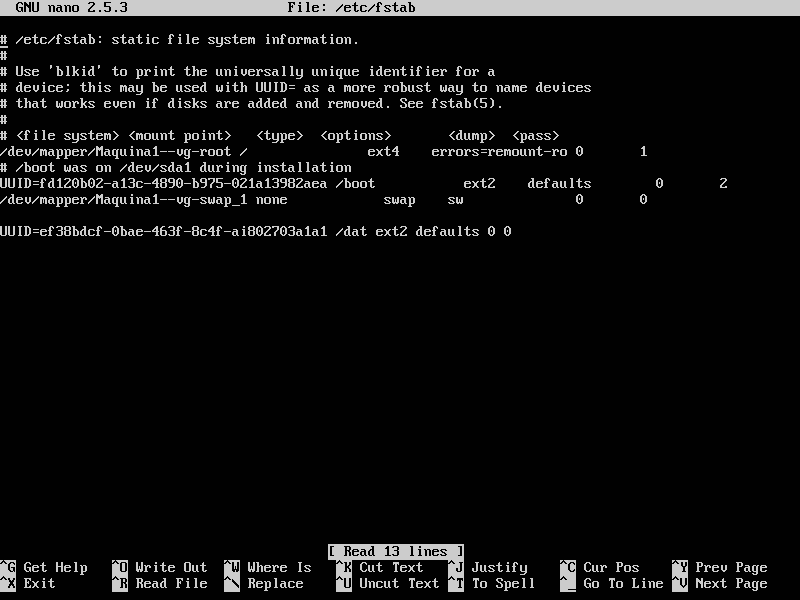 GNU nano 2.5.3 File: /etc/fstab
# /etc/fstab: static file system information.
#
# Use 'blkid' to print the universally unique identifier for a
# device; this may be used with UUID= as a more robust way to name devices
# that works even if disks are added and removed. See fstab(5).
#
# <file system> <mount point>   <type>  <options>       <dump>  <pass>
/dev/mapper/Maquina1--vg-root /               ext4    errors=remount-ro 0       1
# /boot was on /dev/sda1 during installation
UUID=fd120b02-a13c-4890-b975-021a13982aea /boot           ext2    defaults        0       2
/dev/mapper/Maquina1--vg-swap_1 none            swap    sw              0       0
UUID=ef38bdcf-0bae-463f-8c4f-ai802703a1a1 /dat ext2 defaults 0 0
[ Read 13 lines ]
^G Get Help ^O Write Out ^W Where Is ^K Cut Text ^J Justify ^C Cur Pos ^Y Prev Page
^X Exit ^R Read File ^\ Replace ^U Uncut Text ^T To Spell ^_ Go To Line ^V Next Page